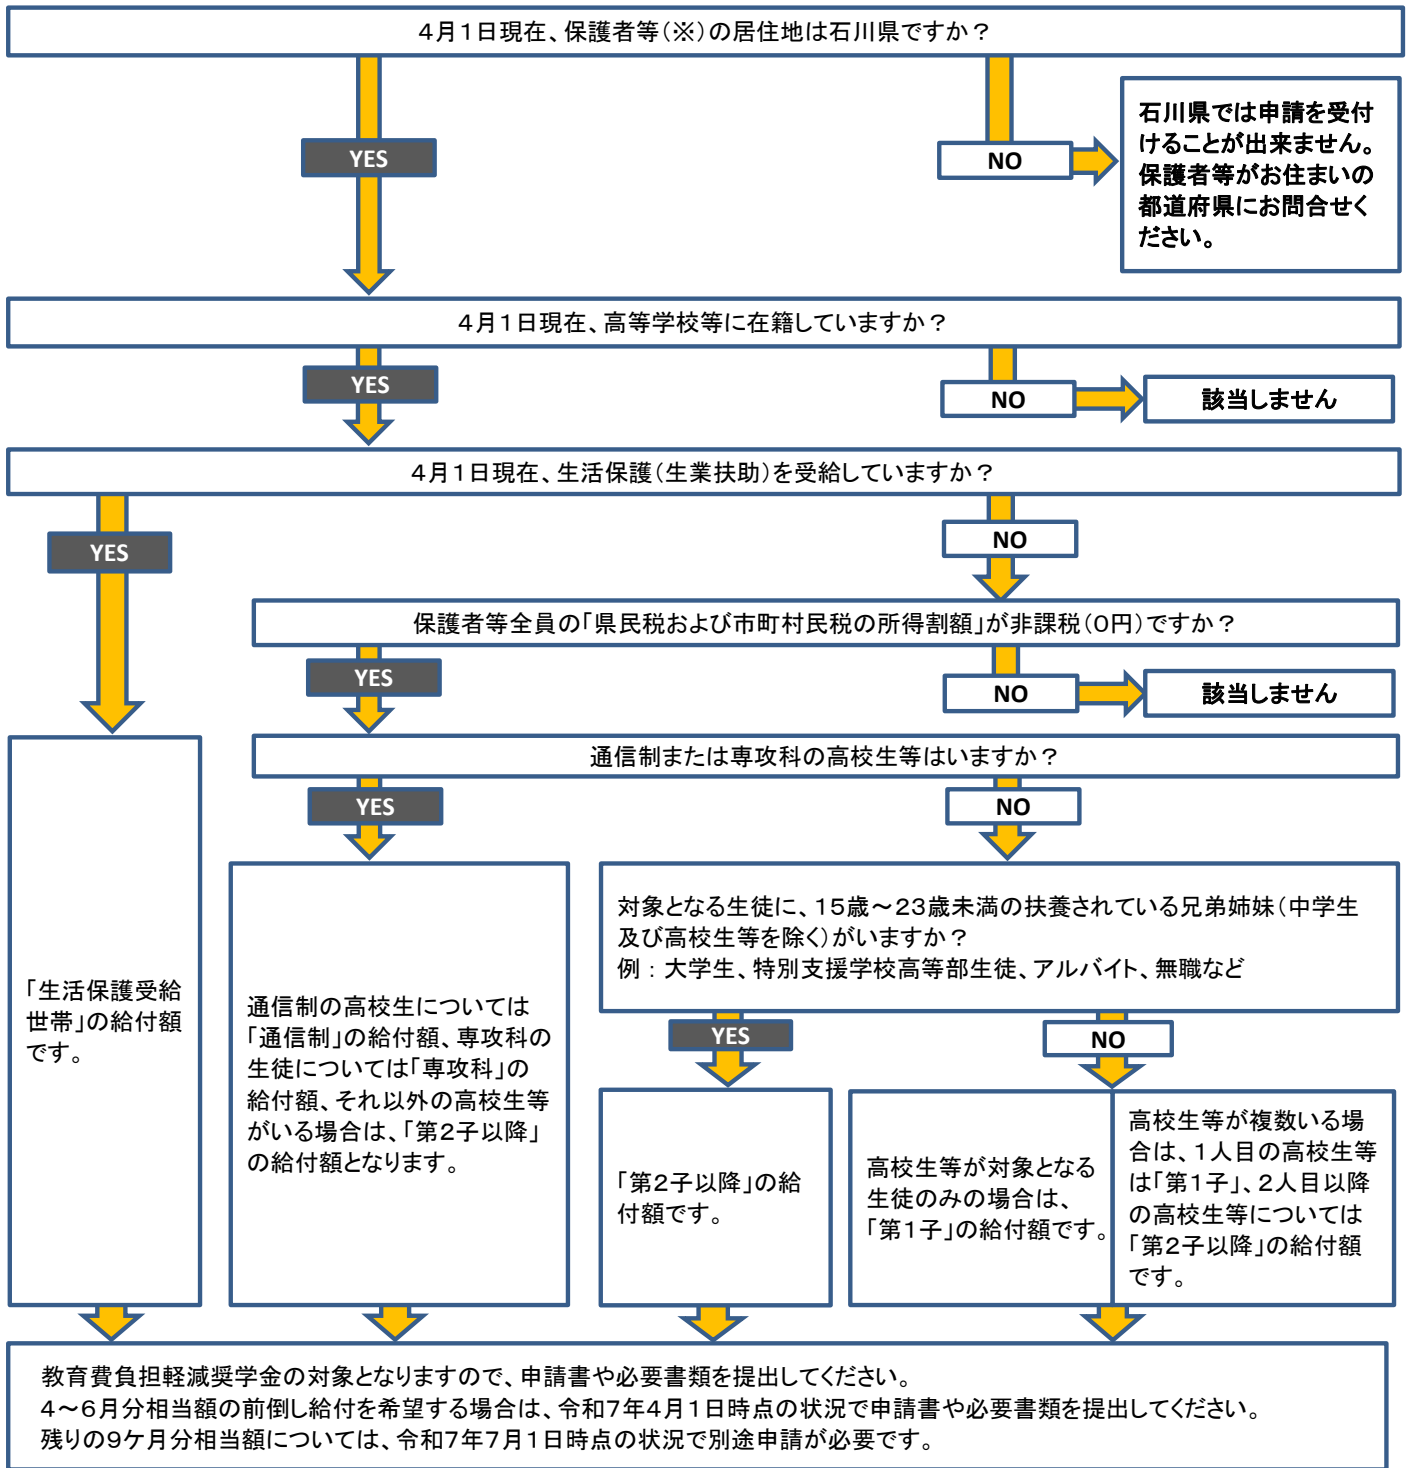 4月1日現在、保護者等(※)の居住地は石川県ですか?
YES
NO
石川県では申請を受付
けることが出来ません。
保護者等がお住まいの
都道府県にお問合せく
ださい。
4月1日現在、高等学校等に在籍していますか?
YES
NO
該当しません
4月1日現在、生活保護(生業扶助)を受給していますか?
YES
NO
保護者等全員の「県民税および市町村民税の所得割額」が非課税(0円)ですか?
YES
NO
該当しません
通信制または専攻科の高校生等はいますか?
YES
NO
「生活保護受給
世帯」の給付額
です。
通信制の高校生については
「通信制」の給付額、専攻科の
生徒については「専攻科」の
給付額、それ以外の高校生等
がいる場合は、「第2子以降」
の給付額となります。
対象となる生徒に、15歳~23歳未満の扶養されている兄弟姉妹(中学生
及び高校生等を除く)がいますか?
例:大学生、特別支援学校高等部生徒、アルバイト、無職など
YES
NO
「第2子以降」の給
付額です。
高校生等が対象となる
生徒のみの場合は、
「第1子」の給付額です。
高校生等が複数いる場
合は、1人目の高校生等
は「第1子」、2人目以降
の高校生等については
「第2子以降」の給付額
です。
教育費負担軽減奨学金の対象となりますので、申請書や必要書類を提出してください。
4~6月分相当額の前倒し給付を希望する場合は、令和7年4月1日時点の状況で申請書や必要書類を提出してください。
残りの9ケ月分相当額については、令和7年7月1日時点の状況で別途申請が必要です。